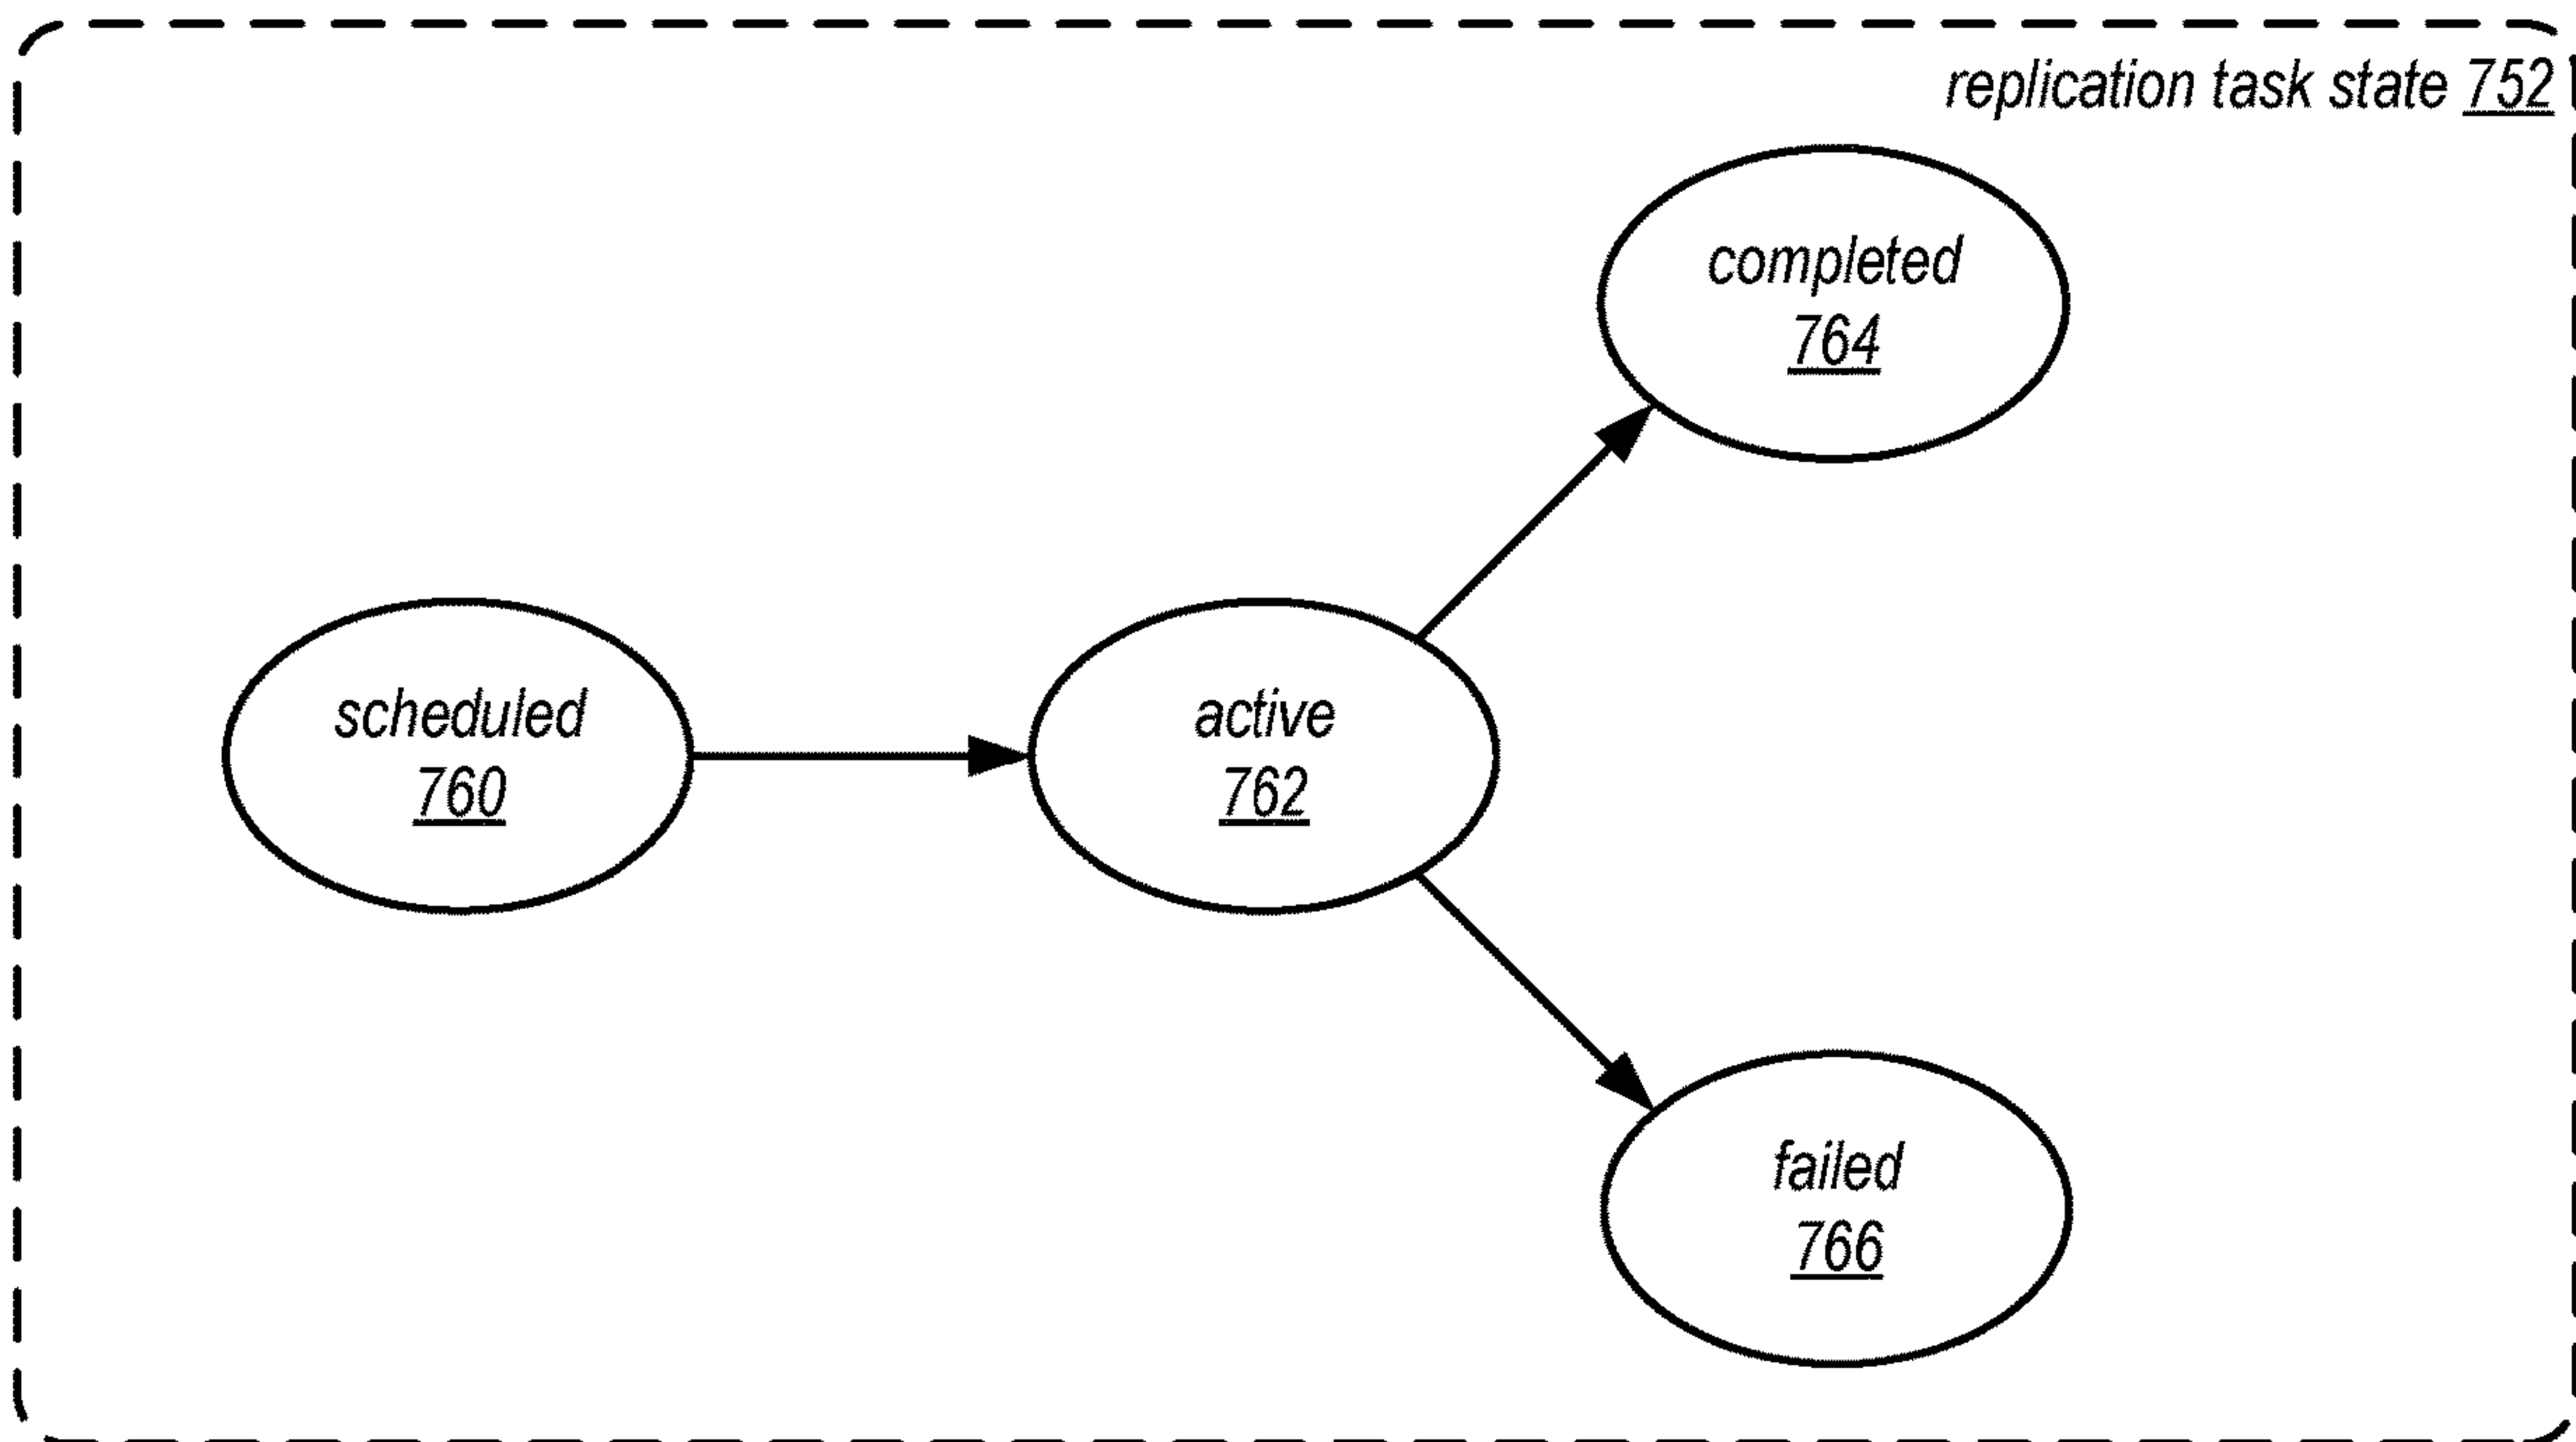 replication task state 752
completed
764
scheduled
760
active
762
failed
766